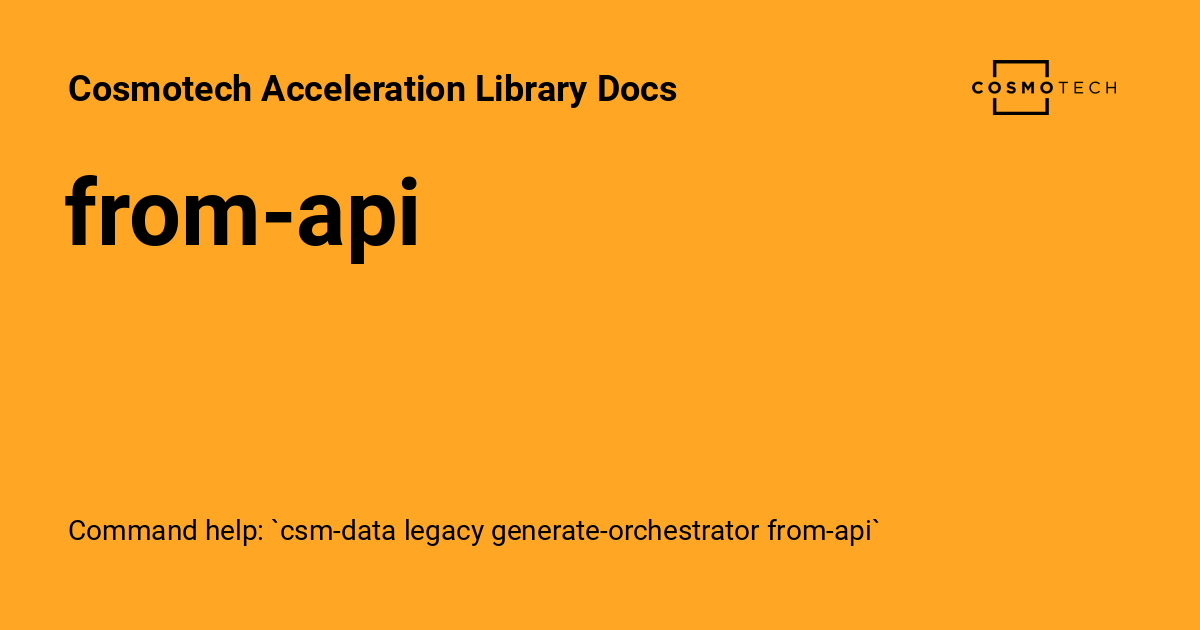 Cosmotech Acceleration Library Docs
COSMOTECH
from-api
Command help: `csm-data legacy generate-orchestrator from-api`